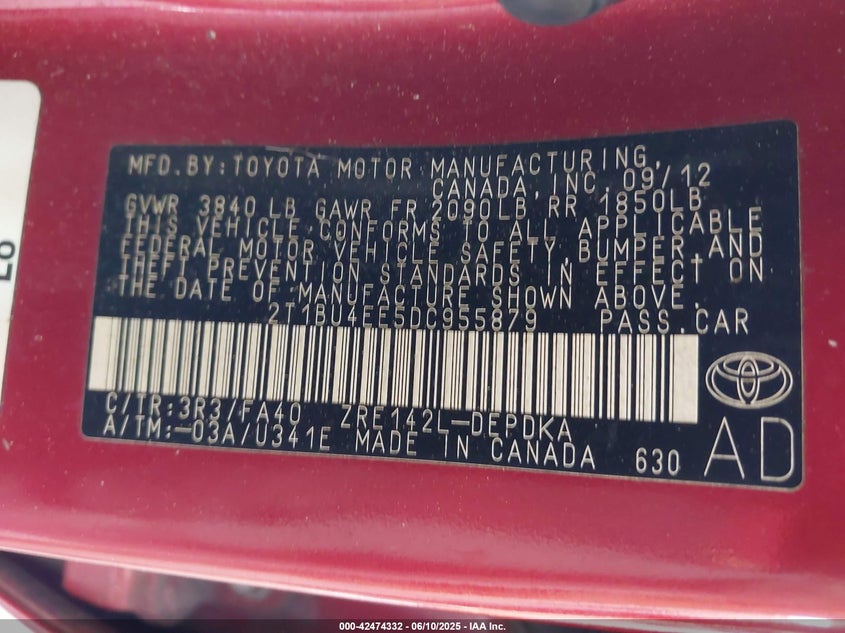 LO
MFD.BY:TOYOTA MOTOR MANUFACTURING,
CANADA,INC.09/12
GVWR 3840 LB GAWR FR 2090LB RR 1850LB
THIS VEHICLE CONFORMS TO ALL APPLICABLE
FEDERAL MOTOR VEHICLE SAFETY,BUMPER,AND
THEFT PREVENTION STANDARDS IN EFFECT ON
THE DATE OF MANUFACTURE SHOWN ABOVE.
2T1BU4EE5DC955879 PASS.CAR
C/TR:3R3/FA40 ZRE142L-DEPDKA
A/TM:-03A/U341E MADE IN CANADA 630
AD
000-42474332 - 06/10/2025 - IAA Inc.